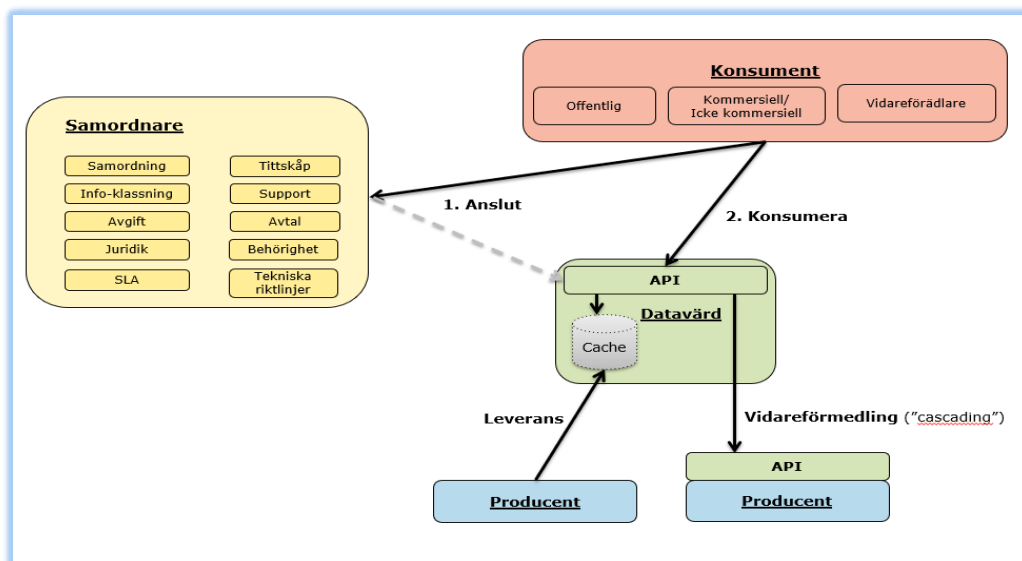 Konsument
Offentlig
Kommersiell/
Icke kommersiell
Vidareförädlare
Samordnare
Samordning
Tittskåp
Info-klassning
Support
Avgift
Avtal
Juridik
Behörighet
SLA
Tekniska
riktlinjer
1. Anslut
2. Konsumera
API
Datavärd
Cache
Leverans
Vidareförmedling (”cascading”)
API
Producent
Producent